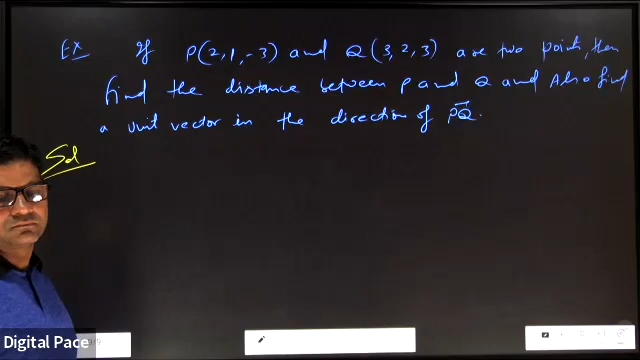 Ex If P(2,1,-3) and Q(3,2,3) are two points, then
find the distance between P and Q and Also find
a unit vector in the direction of \vec{PQ}.
Sol
Digital Pace